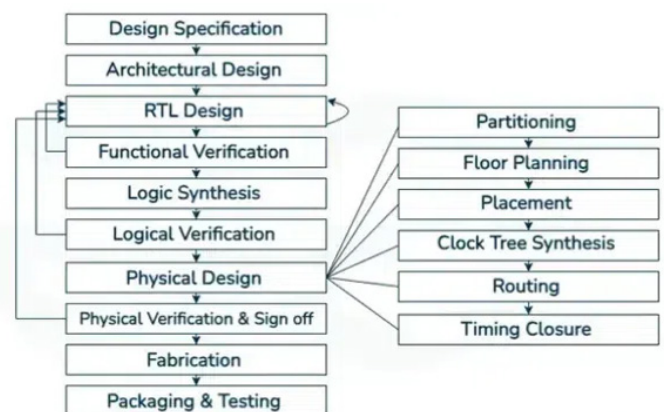 Design Specification
Architectural Design
RTL Design
Functional Verification
Logic Synthesis
Logical Verification
Physical Design
Physical Verification & Sign off
Fabrication
Packaging & Testing
Partitioning
Floor Planning
Placement
Clock Tree Synthesis
Routing
Timing Closure